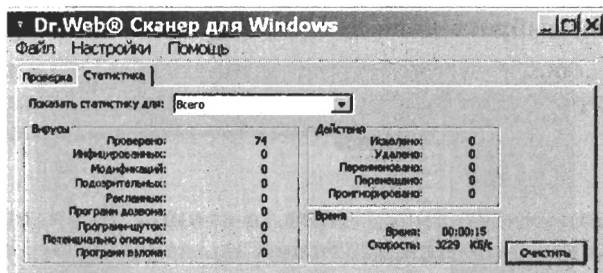 Dr.Web® Сканер для Windows
Файл Настройки Помощь
Проверка Статистика
Показать статистику для: Всего
Вирусы
Проверено: 74
Инфицированных: 0
Модификаций: 0
Подозрительных: 0
Рекламных: 0
Программ дозвона: 0
Программ-шуток: 0
Потенциально опасных: 0
Программ взлома: 0
Действия
Исцелено: 0
Удалено: 0
Переименовано: 0
Перемещено: 0
Проигнорировано: 0
Время
Время: 00:00:15
Скорость: 3229 КБ/с
Очистить